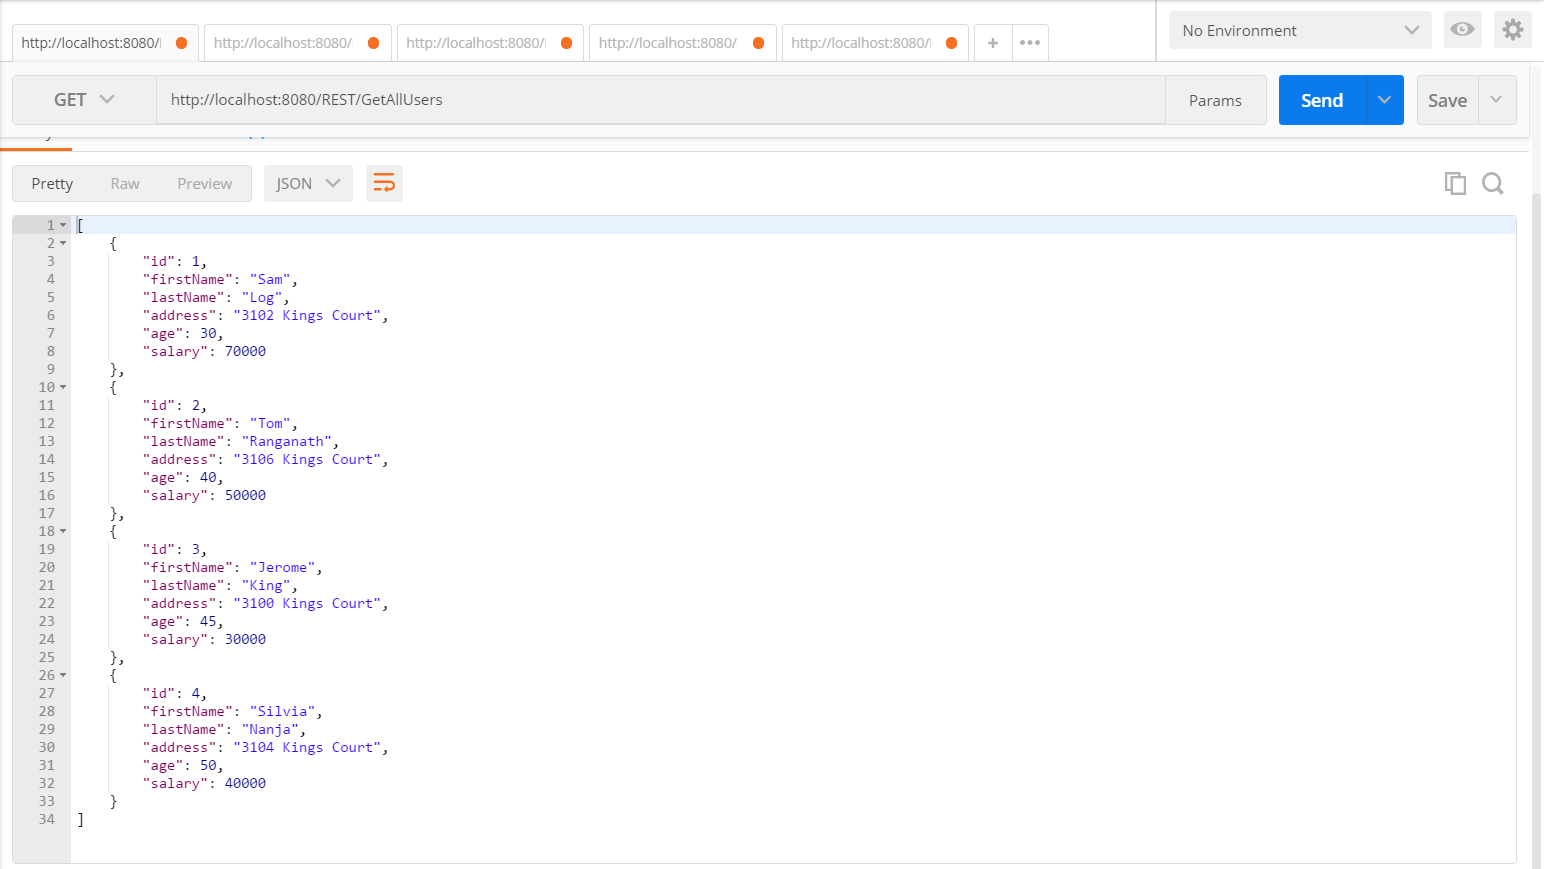 http://localhost:8080/ http://localhost:8080/ http://localhost:8080/ http://localhost:8080/ http://localhost:8080/ + ••• No Environment
GET http://localhost:8080/REST/GetAllUsers Params Send Save
Pretty Raw Preview JSON
1 [
2 {
3 "id": 1,
4 "firstName": "Sam",
5 "lastName": "Log",
6 "address": "3102 Kings Court",
7 "age": 30,
8 "salary": 70000
9 },
10 {
11 "id": 2,
12 "firstName": "Tom",
13 "lastName": "Ranganath",
14 "address": "3106 Kings Court",
15 "age": 40,
16 "salary": 50000
17 },
18 {
19 "id": 3,
20 "firstName": "Jerome",
21 "lastName": "King",
22 "address": "3100 Kings Court",
23 "age": 45,
24 "salary": 30000
25 },
26 {
27 "id": 4,
28 "firstName": "Silvia",
29 "lastName": "Nanja",
30 "address": "3104 Kings Court",
31 "age": 50,
32 "salary": 40000
33 }
34 ]